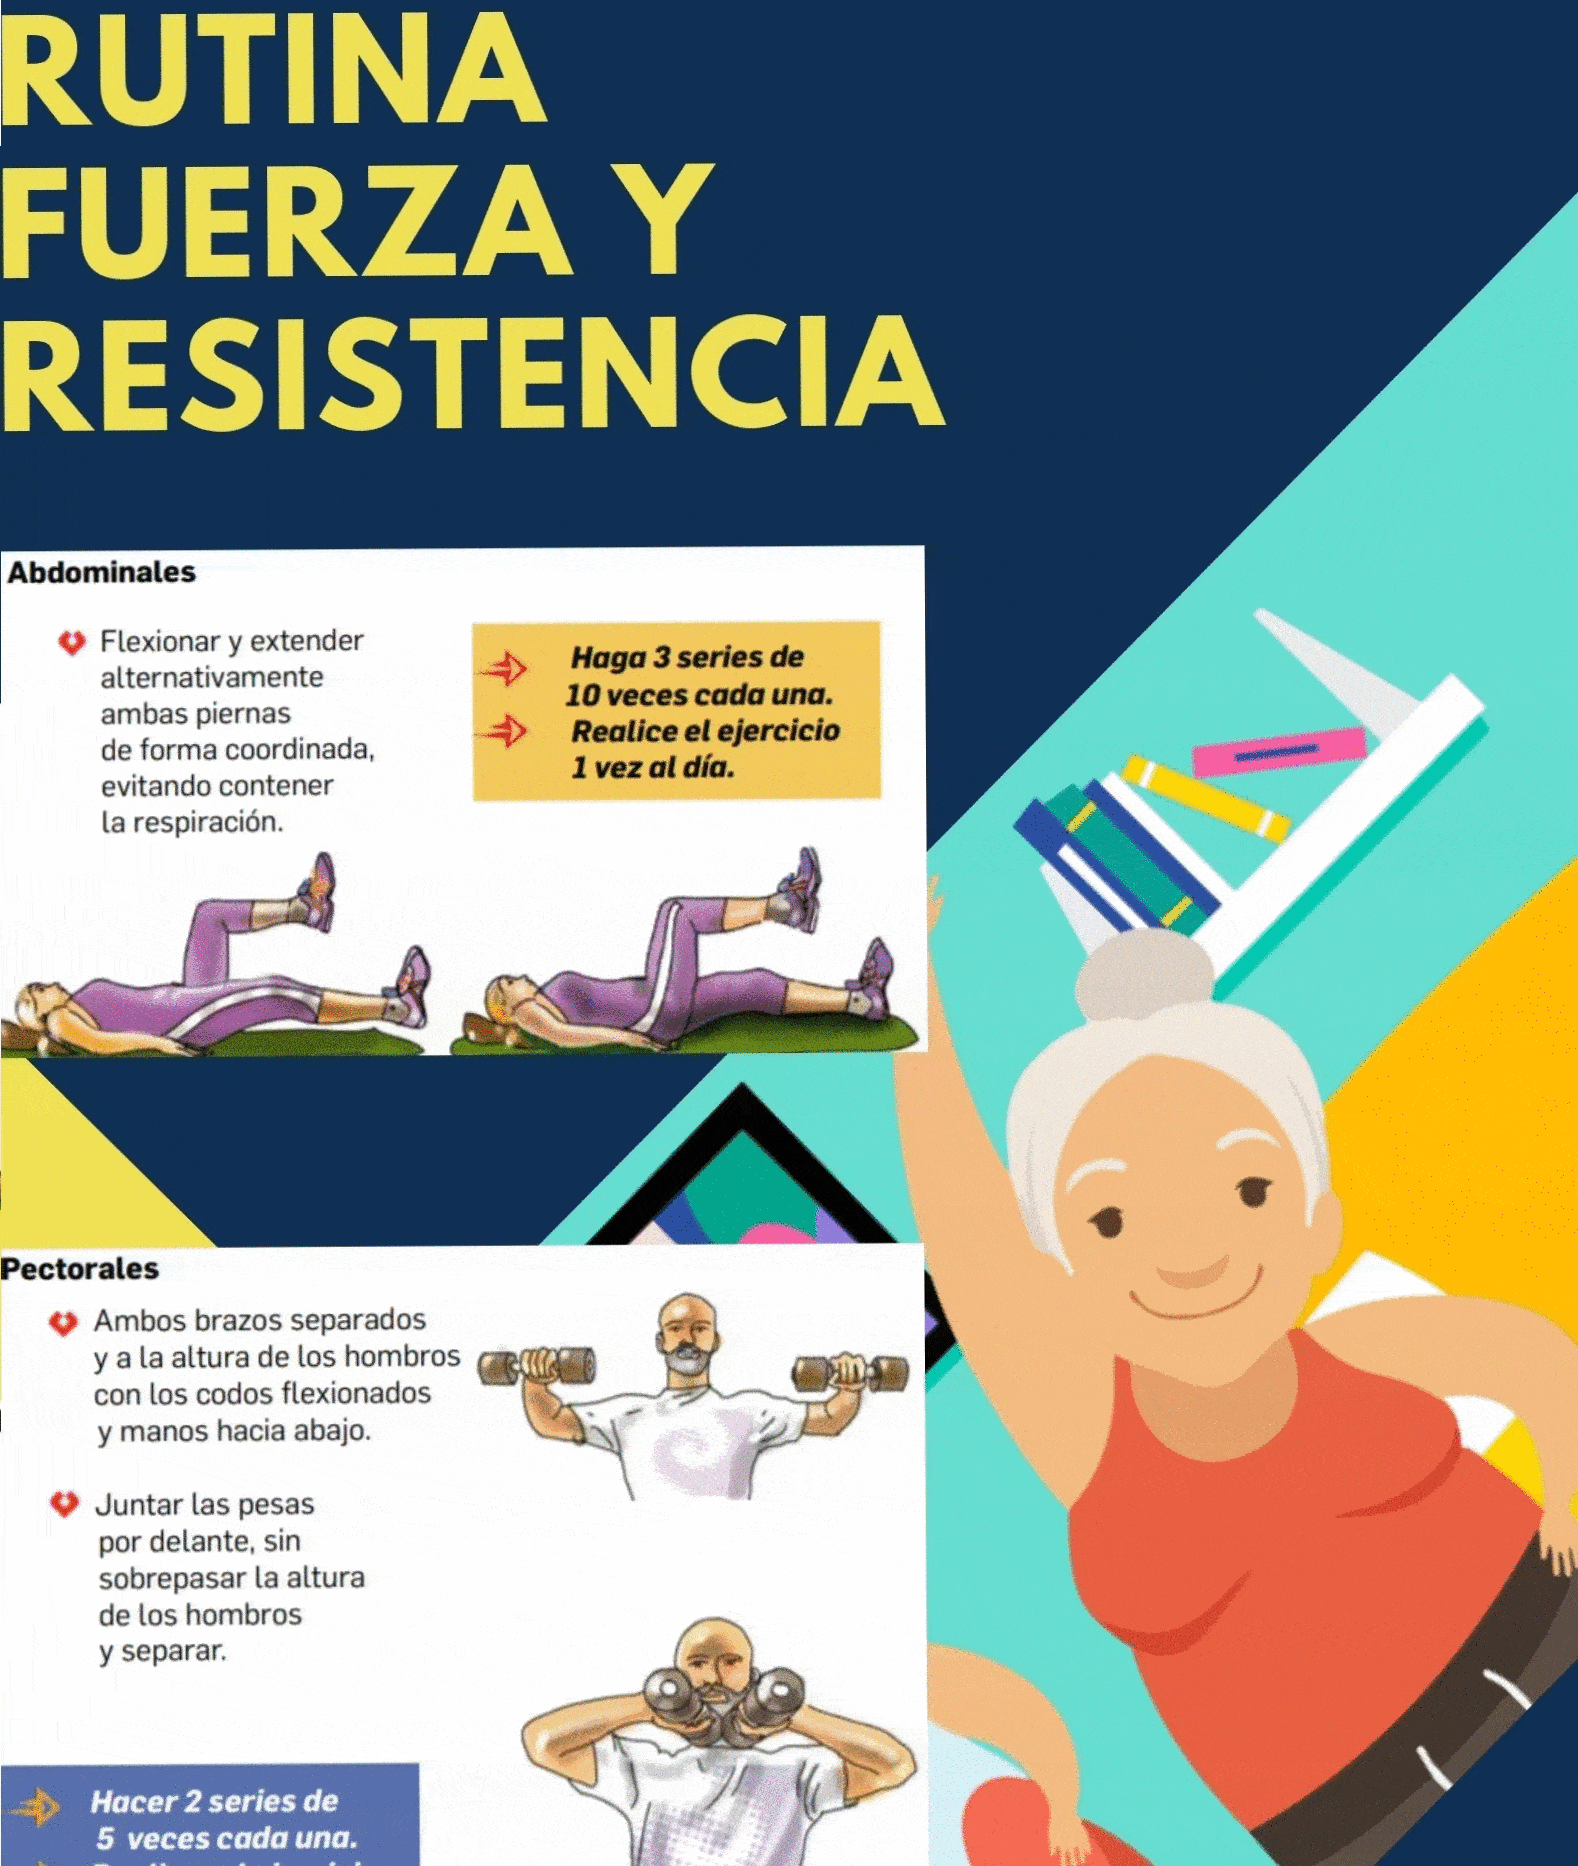 RUTINA
FUERZA Y
RESISTENCIA
Abdominales
Flexionar y extender
alternativamente
ambas piernas
de forma coordinada,
evitando contener
la respiración.
Haga 3 series de
10 veces cada una.
Realice el ejercicio
1 vez al día.
Pectorales
Ambos brazos separados
y a la altura de los hombros
con los codos flexionados
y manos hacia abajo.
Juntar las pesas
por delante, sin
sobrepasar la altura
de los hombros
y separar.
Hacer 2 series de
5 veces cada una.